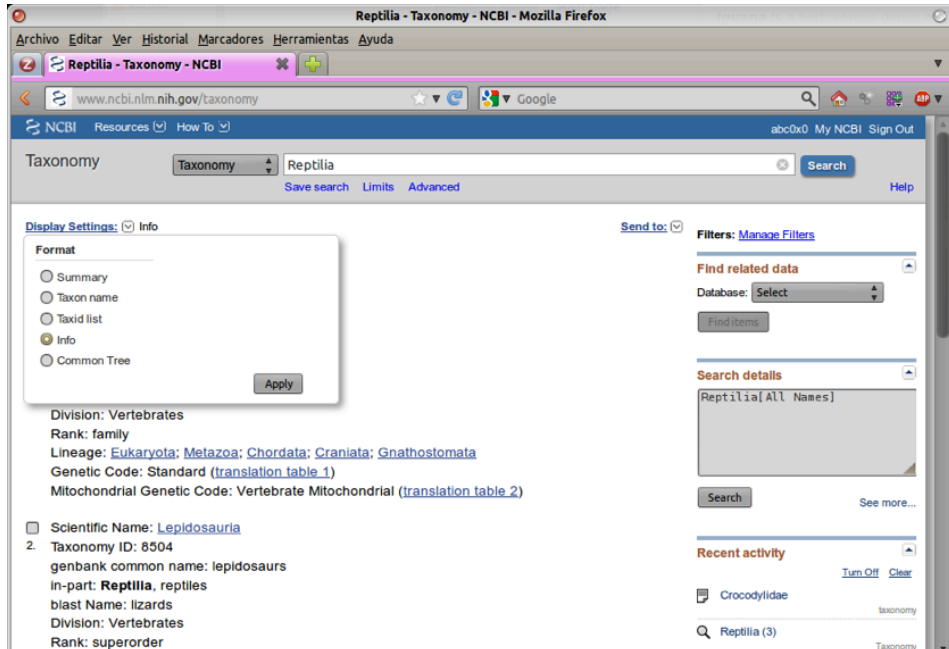 Reptilia - Taxonomy - NCBI - Mozilla Firefox
Archivo Editar Ver Historial Marcadores Herramientas Ayuda
Reptilia - Taxonomy - NCBI
www.ncbi.nlm.nih.gov/taxonomy
Google
ABP
NCBI Resources How To
abc0x0 My NCBI Sign Out
Taxonomy
Taxonomy
Reptilia
Search
Save search Limits Advanced
Help
Display Settings: Info
Send to:
Format
Summary
Taxon name
Taxid list
Info
Common Tree
Apply
Division: Vertebrates
Rank: family
Lineage: Eukaryota; Metazoa; Chordata; Craniata; Gnathostomata
Genetic Code: Standard (translation table 1)
Mitochondrial Genetic Code: Vertebrate Mitochondrial (translation table 2)
Scientific Name: Lepidosauria
2. Taxonomy ID: 8504
genbank common name: lepidosaurs
in-part: Reptilia, reptiles
blast Name: lizards
Division: Vertebrates
Rank: superorder
Filters: Manage Filters
Find related data
Database: Select
Find items
Search details
Reptilia[All Names]
Search
See more...
Recent activity
Turn Off Clear
Crocodylidae
taxonomy
Reptilia (3)
Taxonomy